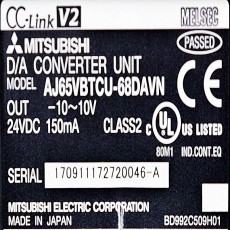 CC-Link V2 MELSEC
MITSUBISHI PASSED
D/A CONVERTER UNIT
MODEL AJ65VBTCU-68DAVN
OUT -10~10V
24VDC 150mA CLASS2 c UL US LISTED
80M1 IND.CONT.EQ
SERIAL 170911172720046-A
MITSUBISHI ELECTRIC CORPORATION
MADE IN JAPAN BD992C509H01